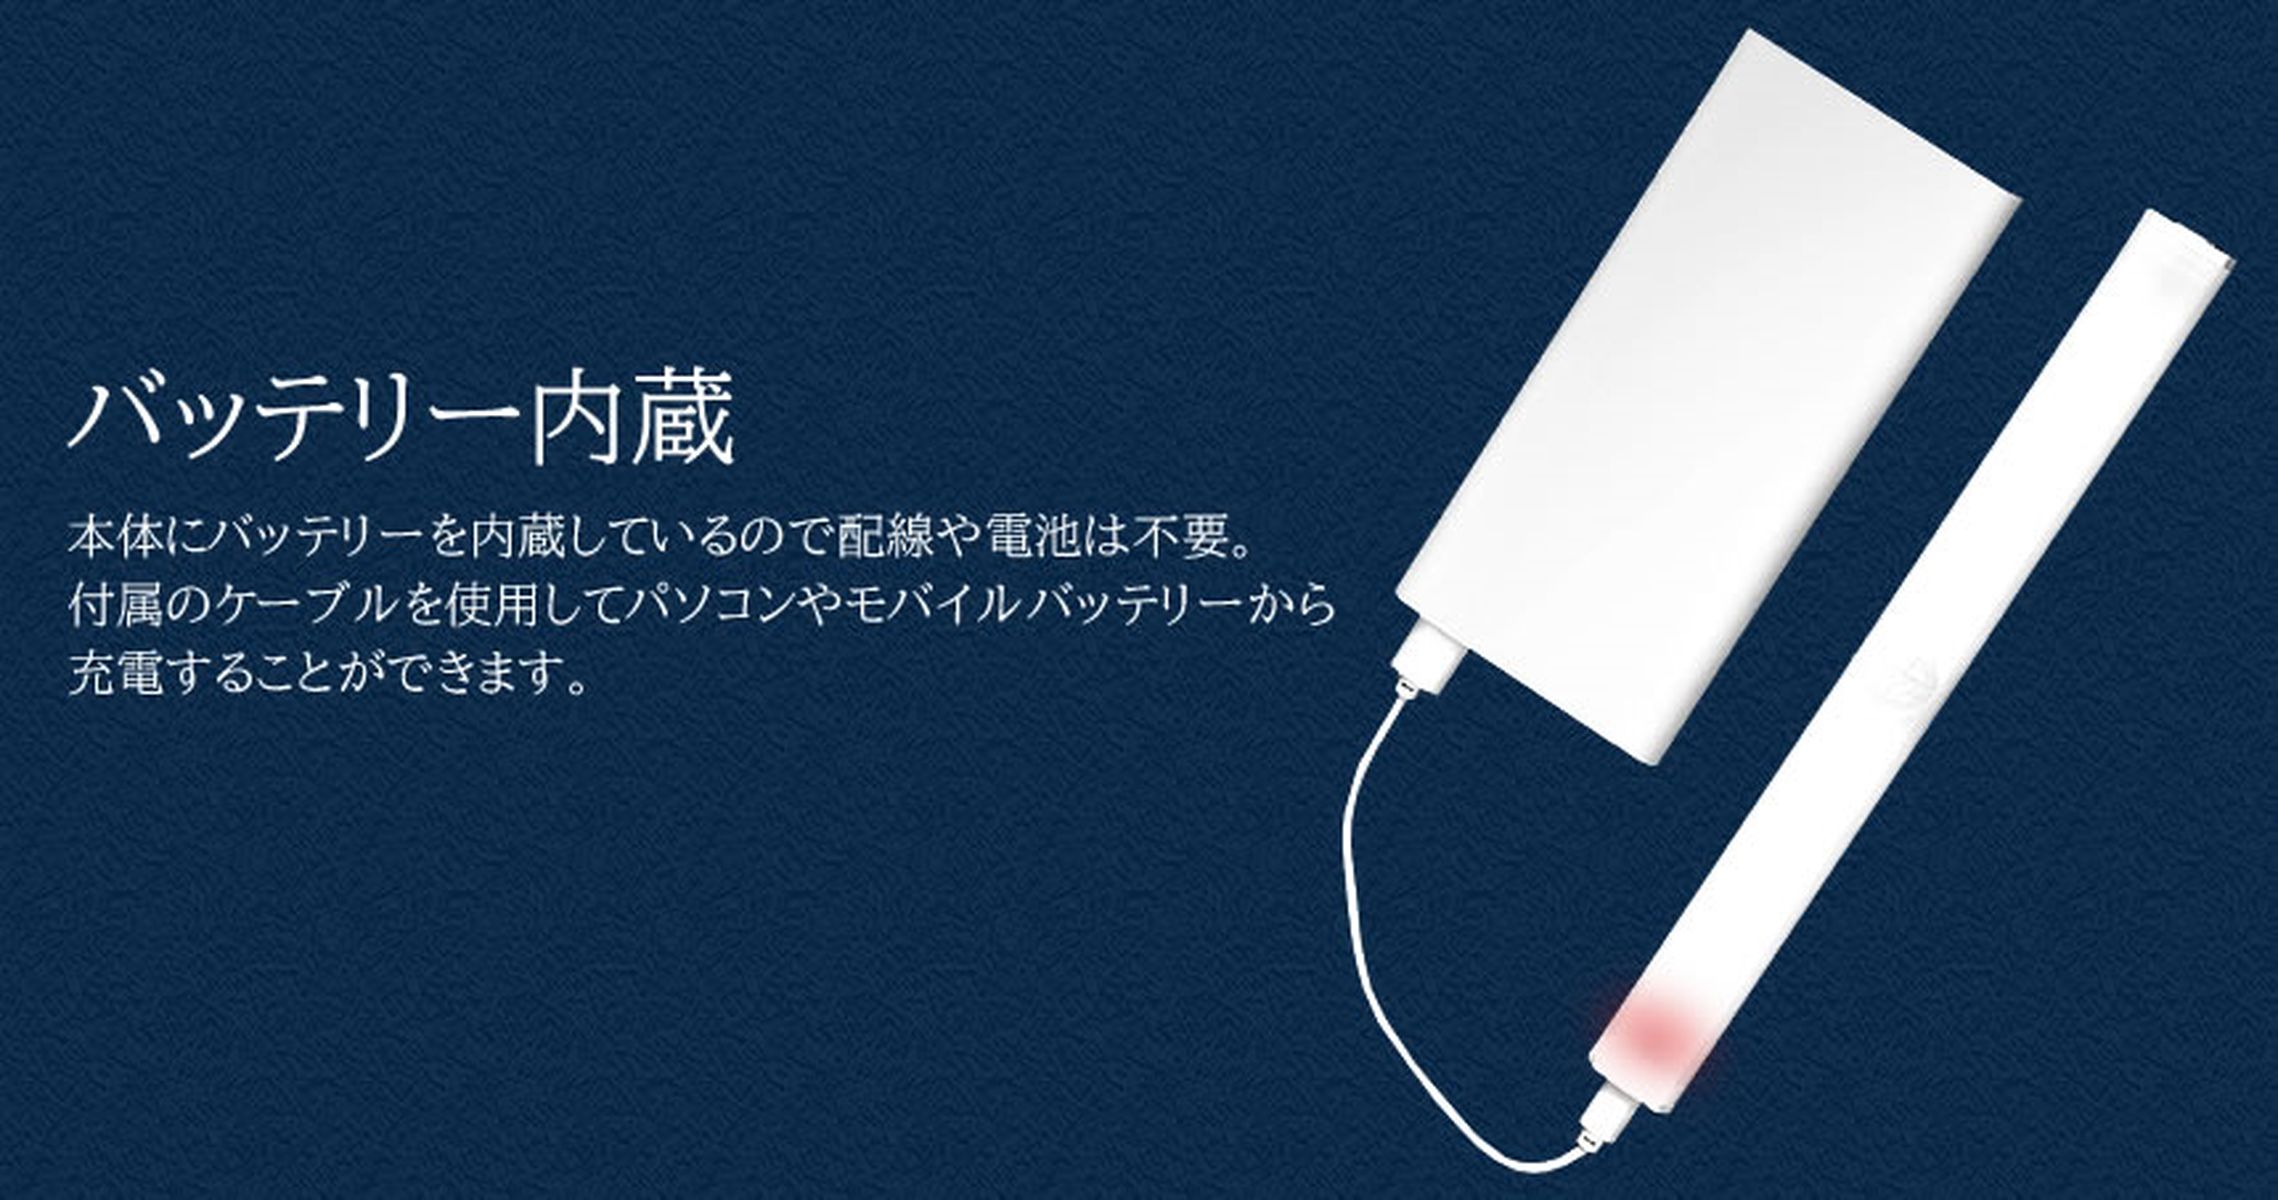 バッテリー内蔵
本体にバッテリーを内蔵しているので配線や電池は不要。
付属のケーブルを使用してパソコンやモバイルバッテリーから
充電することができます。